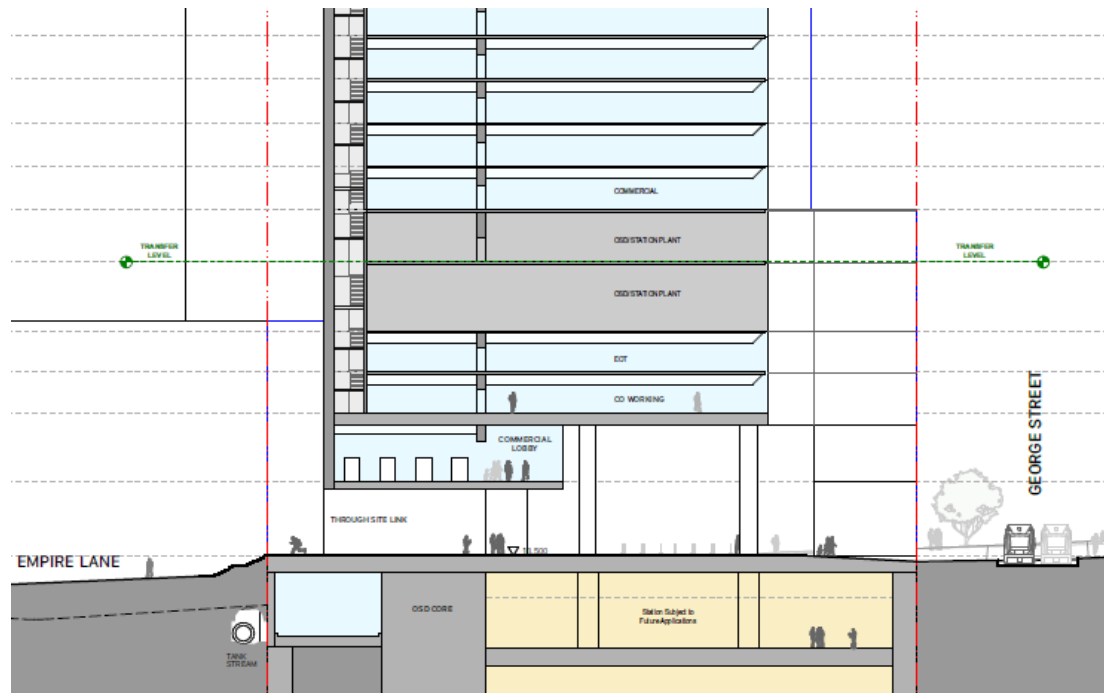 COMMERCIAL
OSD/STATION PLANT
TRANSFER
LEVEL
TRANSFER
LEVEL
OSD/STATION PLANT
EOT
CO WORKING
GEORGE STREET
COMMERCIAL
LOBBY
THROUGH SITE LINK
EMPIRE LANE
OSD CORE
Station Subject to
Future Applications
TANK
STREAM